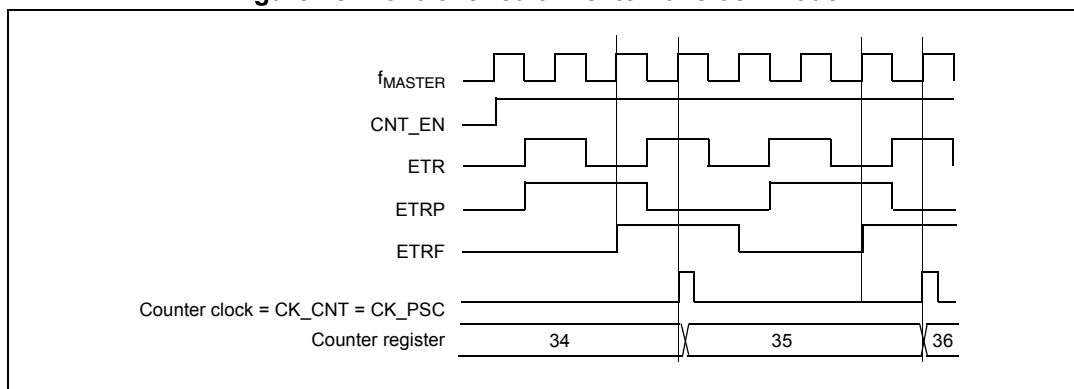 fMASTER
CNT_EN
ETR
ETRP
ETRF
Counter clock = CK_CNT = CK_PSC
Counter register 34 35 36